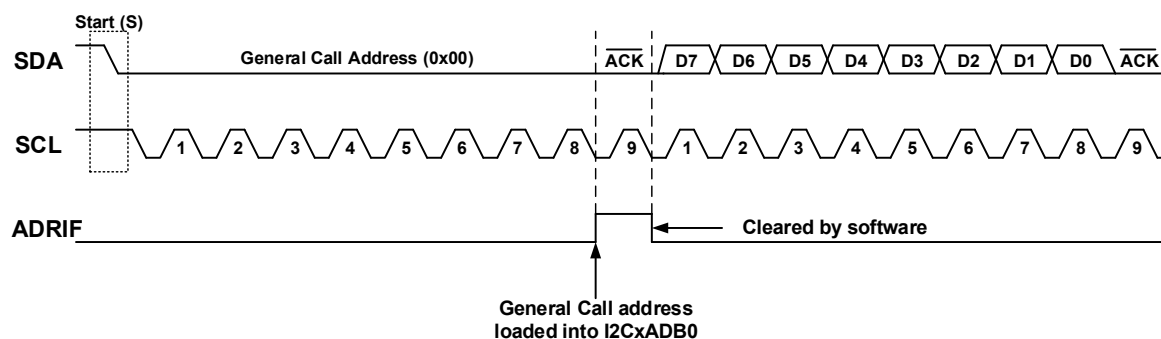 Start (S)
SDA General Call Address (0x00) ACK D7 D6 D5 D4 D3 D2 D1 D0 ACK
SCL 1 2 3 4 5 6 7 8 9 1 2 3 4 5 6 7 8 9
ADRIF Cleared by software
General Call address
loaded into I2CxADB0